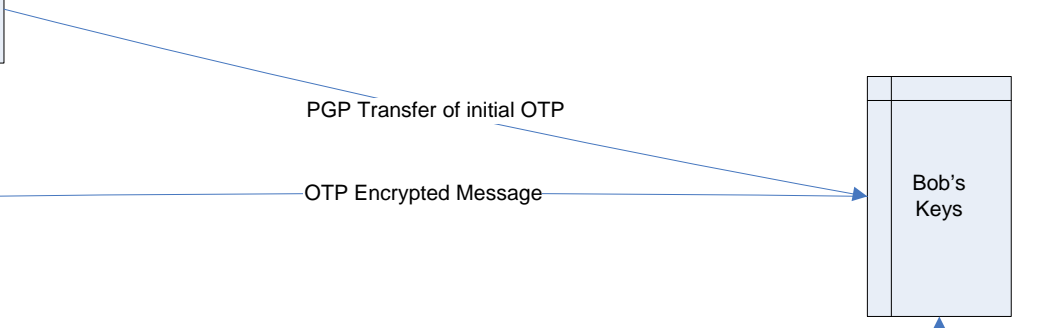 PGP Transfer of initial OTP
OTP Encrypted Message
Bob's
Keys